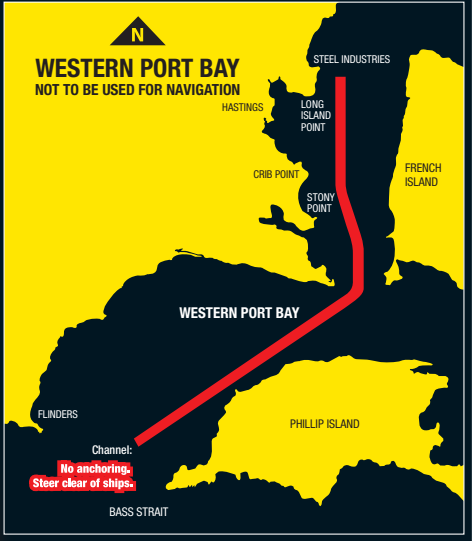 N
WESTERN PORT BAY
NOT TO BE USED FOR NAVIGATION
STEEL INDUSTRIES
HASTINGS
LONG
ISLAND
POINT
CRIB POINT
FRENCH
ISLAND
STONY
POINT
WESTERN PORT BAY
FLINDERS
PHILLIP ISLAND
Channel:
No anchoring.
Steer clear of ships.
BASS STRAIT